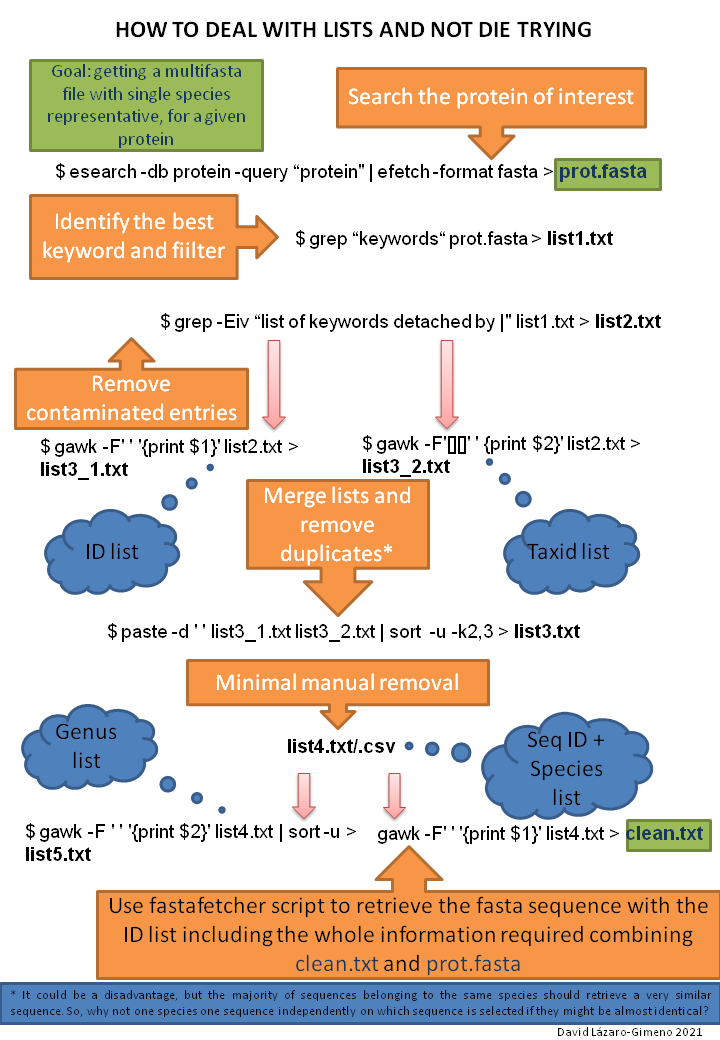 HOW TO DEAL WITH LISTS AND NOT DIE TRYING
Goal: getting a multifasta
file with single species
representative, for a given
protein
Search the protein of interest
$ esearch -db protein -query “protein" | efetch -format fasta > prot.fasta
Identify the best
keyword and fiilter
$ grep “keywords“ prot.fasta > list1.txt
$ grep -Eiv “list of keywords detached by |" list1.txt > list2.txt
Remove
contaminated entries
$ gawk -F' ' '{print $1}' list2.txt >
list3_1.txt
$ gawk -F'[][]' ' {print $2}' list2.txt >
list3_2.txt
ID list
Merge lists and
remove
duplicates*
Taxid list
$ paste -d ' ' list3_1.txt list3_2.txt | sort -u -k2,3 > list3.txt
Minimal manual removal
Genus
list
list4.txt/.csv
Seq ID +
Species
list
$ gawk -F ' ' '{print $2}' list4.txt | sort -u >
list5.txt
gawk -F' ' '{print $1}' list4.txt > clean.txt
Use fastafetcher script to retrieve the fasta sequence with the
ID list including the whole information required combining
clean.txt and prot.fasta
* It could be a disadvantage, but the majority of sequences belonging to the same species should retrieve a very similar
sequence. So, why not one species one sequence independently on which sequence is selected if they might be almost identical?
David Lázaro-Gimeno 2021